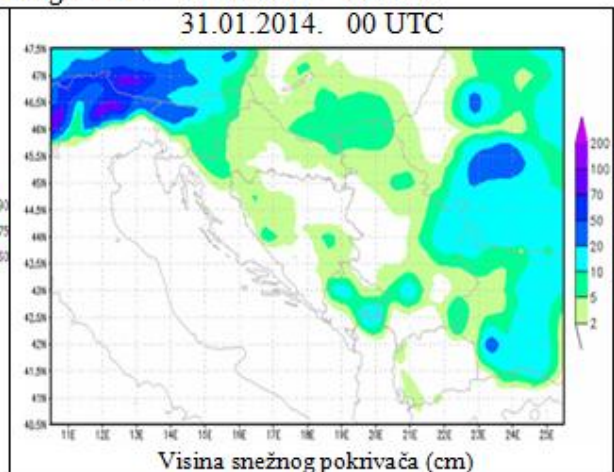 31.01.2014. 00 UTC
47.5N
47N
46.5N
46N
45.5N
45N
44.5N
44N
43.5N
43N
42.5N
42N
41.5N
41N
40.5N
200
100
70
50
20
10
5
2
11E 12E 13E 14E 15E 16E 17E 18E 19E 20E 21E 22E 23E 24E 25E
Visina snežnog pokrivača (cm)